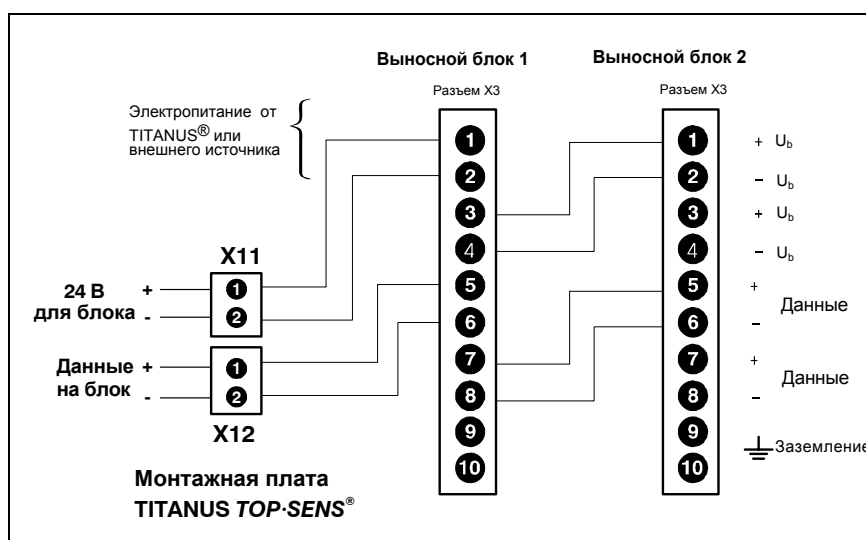 Выносной блок 1
Выносной блок 2
Разъем X3
Разъем X3
Электропитание от
TITANUS® или
внешнего источника
X11
24 В
для блока
+
-
1
2
Данные
на блок
+
-
1
2
X12
Монтажная плата
TITANUS TOP·SENS®
1
2
3
4
5
6
7
8
9
10
1
2
3
4
5
6
7
8
9
10
+ Ub
− Ub
+ Ub
− Ub
+
Данные
−
+
Данные
−
Заземление